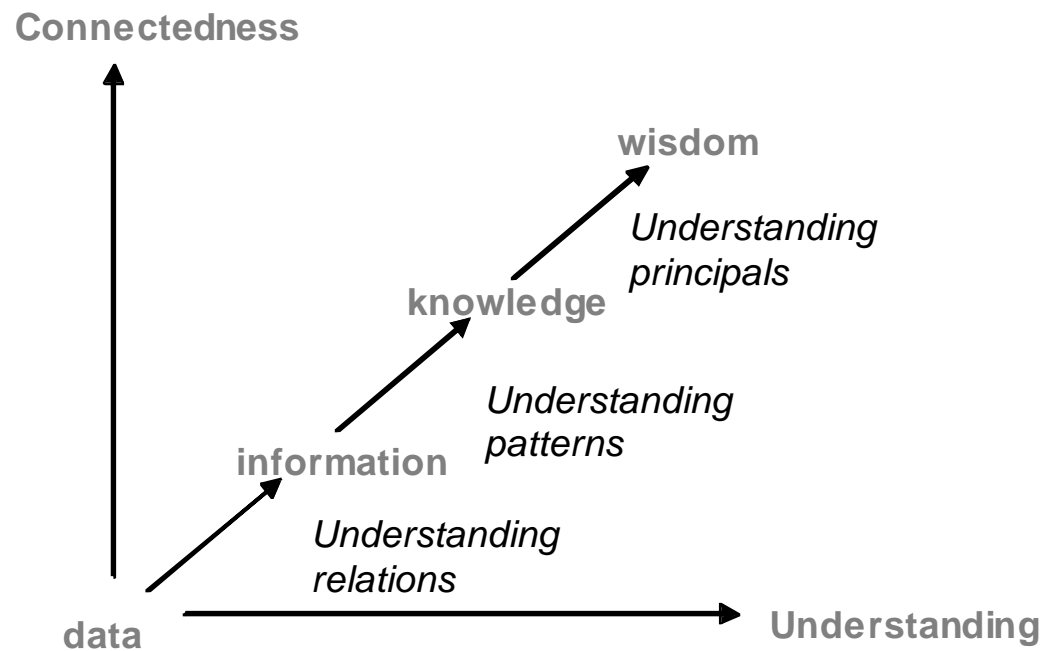 Connectedness
wisdom
Understanding
principals
knowledge
Understanding
patterns
information
Understanding
relations
data
Understanding